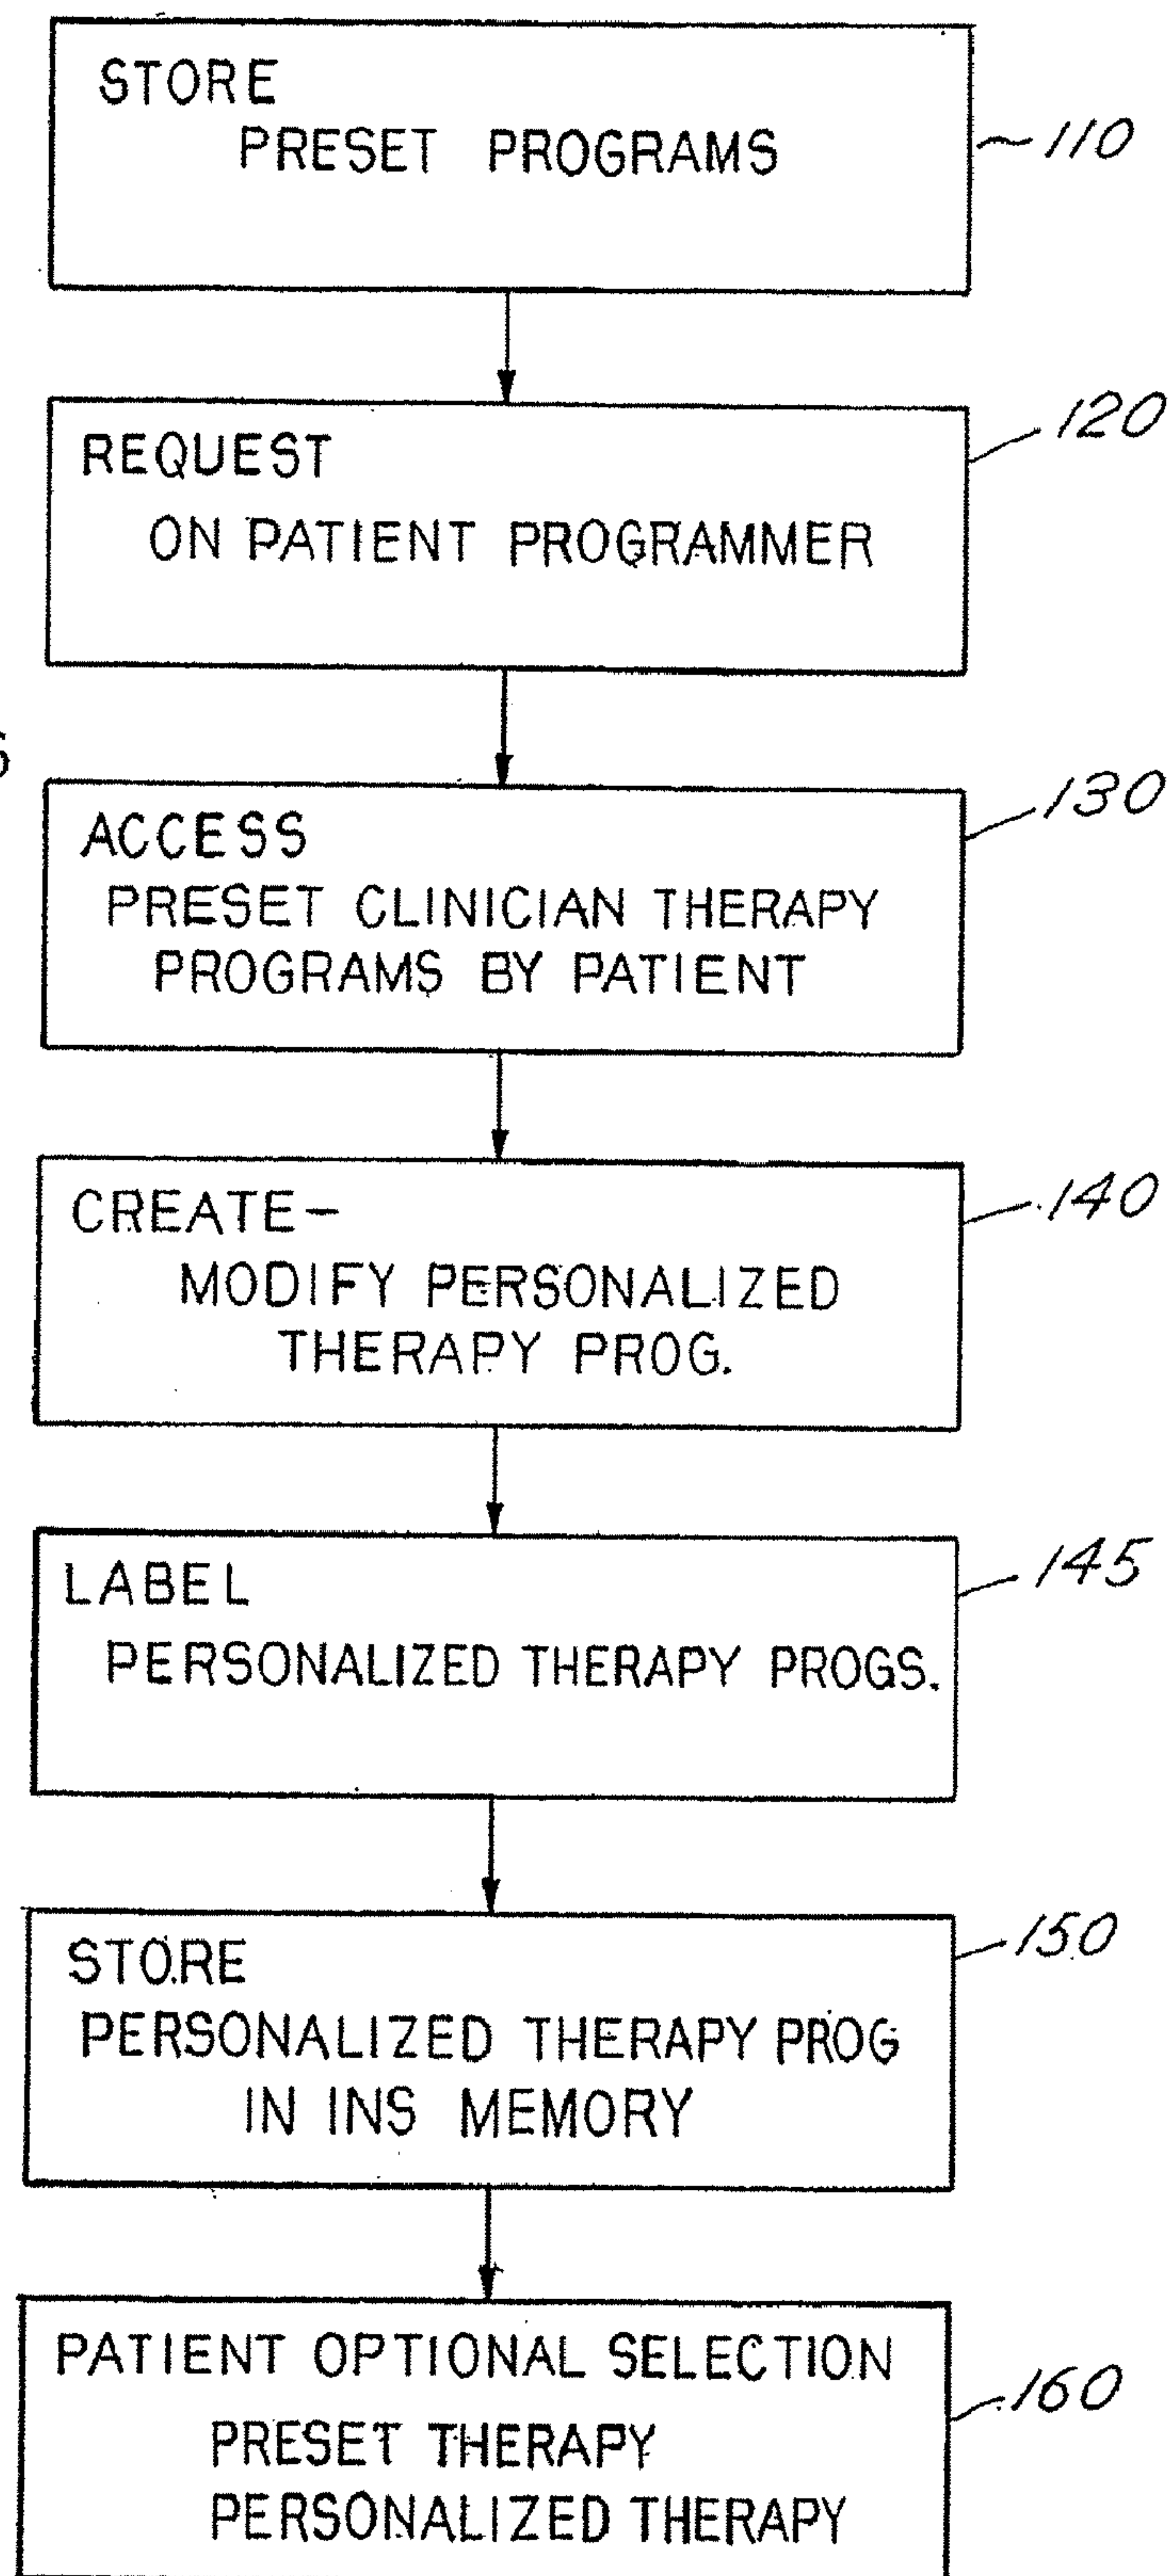 STORE
PRESET PROGRAMS
110
REQUEST
ON PATIENT PROGRAMMER
120
ACCESS
PRESET CLINICIAN THERAPY
PROGRAMS BY PATIENT
130
CREATE-
MODIFY PERSONALIZED
THERAPY PROG.
140
LABEL
PERSONALIZED THERAPY PROGS.
145
STORE
PERSONALIZED THERAPY PROG
IN INS MEMORY
150
PATIENT OPTIONAL SELECTION
PRESET THERAPY
PERSONALIZED THERAPY
160